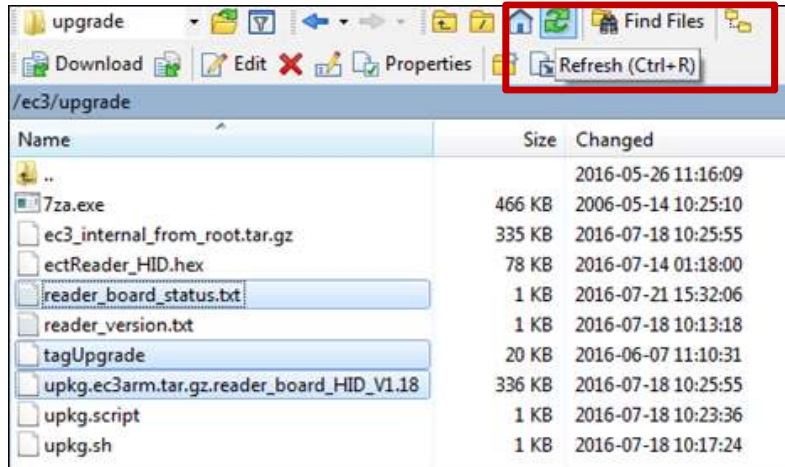 upgrade Find Files
Download Edit Properties Refresh (Ctrl+R)
/ec3/upgrade
Name Size Changed
.. 2016-05-26 11:16:09
7za.exe 466 KB 2006-05-14 10:25:10
ec3_internal_from_root.tar.gz 335 KB 2016-07-18 10:25:55
ectReader_HID.hex 78 KB 2016-07-14 01:18:00
reader_board_status.txt 1 KB 2016-07-21 15:32:06
reader_version.txt 1 KB 2016-07-18 10:13:18
tagUpgrade 20 KB 2016-06-07 11:10:31
upkg.ec3arm.tar.gz.reader_board_HID_V1.18 336 KB 2016-07-18 10:25:55
upkg.script 1 KB 2016-07-18 10:23:36
upkg.sh 1 KB 2016-07-18 10:17:24